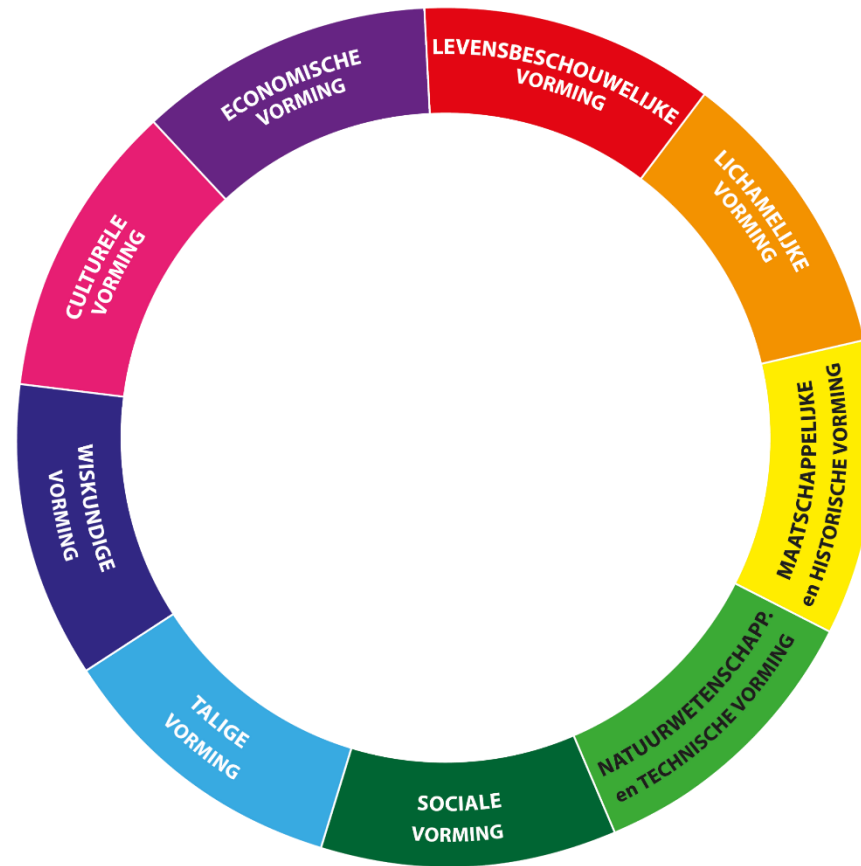 LEVENSBESCHOUWELIJKE
VORMING
LICHAMELIJKE
VORMING
MAATSCHAPPELIJKE
en HISTORISCHE VORMING
NATUURWETENSCHAPP.
en TECHNISCHE VORMING
SOCIALE
VORMING
TALIGE
VORMING
WISKUNDIGE
VORMING
CULTURELE
VORMING
ECONOMISCHE
VORMING